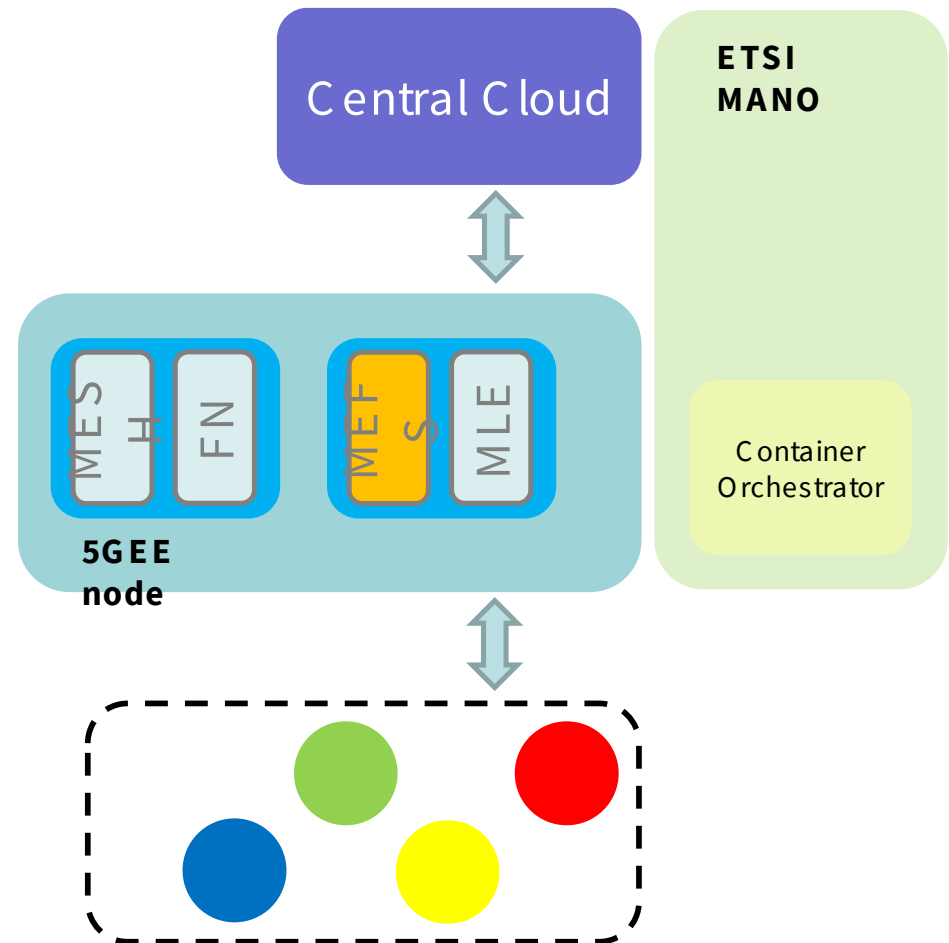 Central Cloud
ETSI
MANO
MES
H
FN
MEF
S
MLE
Container
Orchestrator
5GEE
node